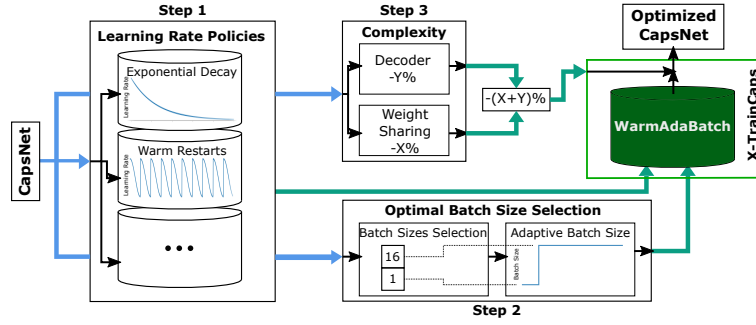 Step 1
Learning Rate Policies
Exponential Decay
Learning Rate
Warm Restarts
Learning Rate
...
CapsNet
Step 3
Complexity
Decoder
-Y%
Weight
Sharing
-X%
-(X+Y)%
Optimized
CapsNet
WarmAdaBatch
X-TrainCaps
Optimal Batch Size Selection
Batch Sizes Selection
16
1
Adaptive Batch Size
Batch Size
Step 2